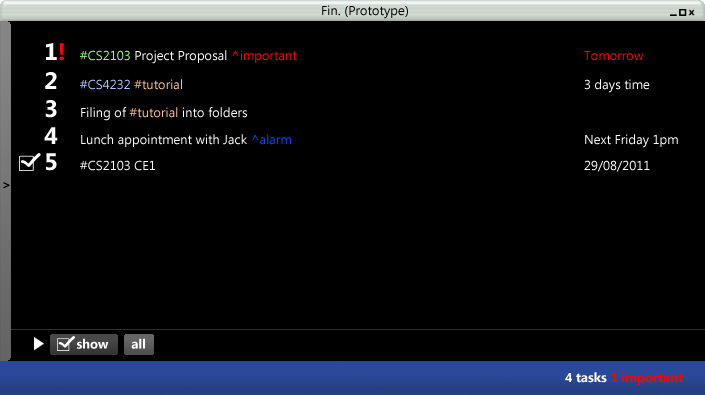 Fin. (Prototype)
1! #CS2103 Project Proposal ^important Tomorrow
2 #CS4232 #tutorial 3 days time
3 Filing of #tutorial into folders
4 Lunch appointment with Jack ^alarm Next Friday 1pm
5 #CS2103 CE1 29/08/2011
>
show all
4 tasks 1 important